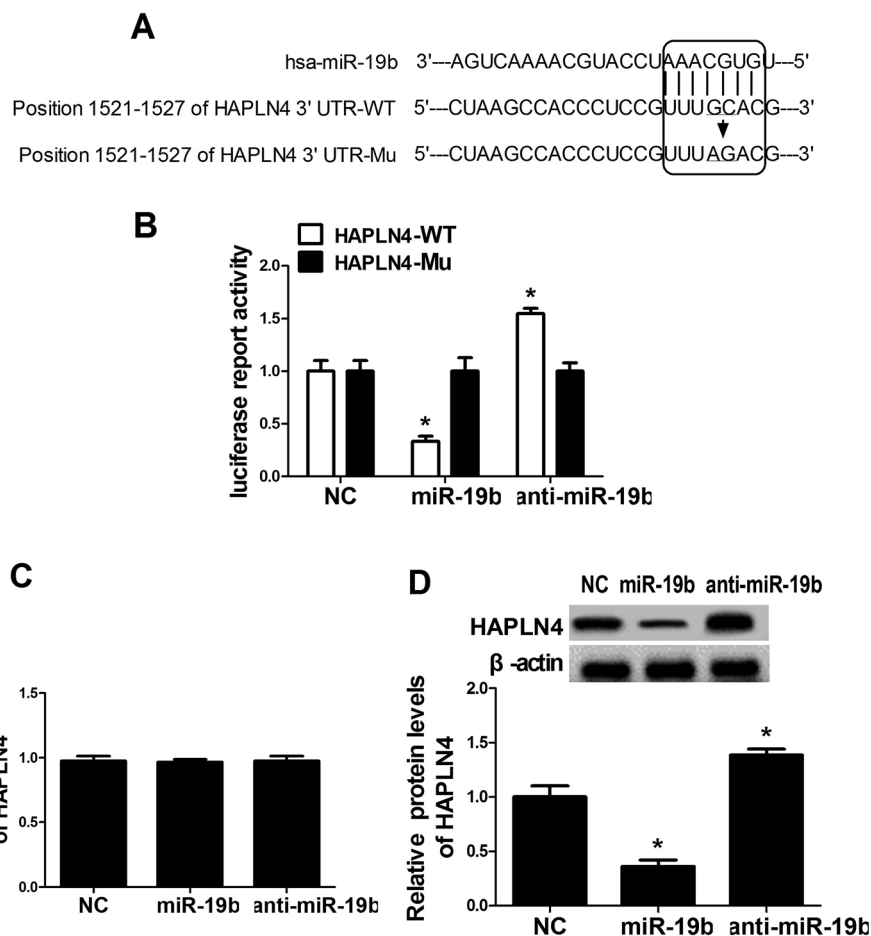 A
hsa-miR-19b 3'---AGUCAAAACGUACCUAAACGUGU---5'
Position 1521-1527 of HAPLN4 3' UTR-WT 5'---CUAAGCCACCCUCCGUUUGCACG---3'
Position 1521-1527 of HAPLN4 3' UTR-Mu 5'---CUAAGCCACCCUCCGUUUAGACG---3'
B
HAPLN4-WT
HAPLN4-Mu
luciferase report activity
2.0
1.5
*
1.0
*
0.5
0.0
NC miR-19b anti-miR-19b
C
of HAPLN4
1.5
1.0
0.5
0.0
NC miR-19b anti-miR-19b
D
NC miR-19b anti-miR-19b
HAPLN4
β -actin
Relative protein levels
of HAPLN4
2.0
1.5
*
1.0
*
0.5
0.0
NC miR-19b anti-miR-19b